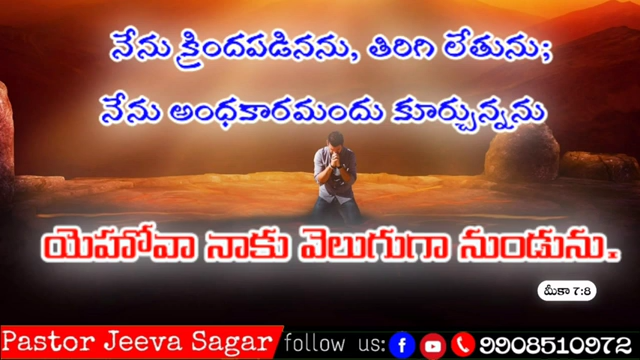 నేను క్రిందపడినను, తిరిగి లేతును;
నేను అంధకారమందు కూర్చున్నను
యెహోవా నాకు వెలుగుగా నుండును.
మీకా 7:8
Pastor Jeeva Sagar follow us: 9908510972